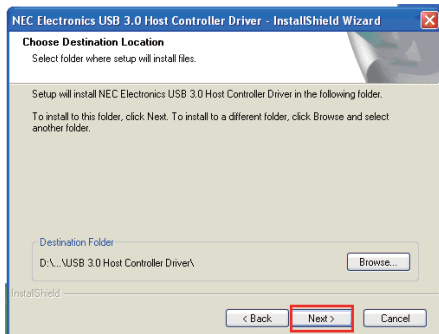 NEC Electronics USB 3.0 Host Controller Driver - InstallShield Wizard
Choose Destination Location
Select folder where setup will install files.
Setup will install NEC Electronics USB 3.0 Host Controller Driver in the following folder.
To install to this folder, click Next. To install to a different folder, click Browse and select
another folder.
Destination Folder
D:\...\USB 3.0 Host Controller Driver\
Browse...
InstallShield
< Back
Next >
Cancel